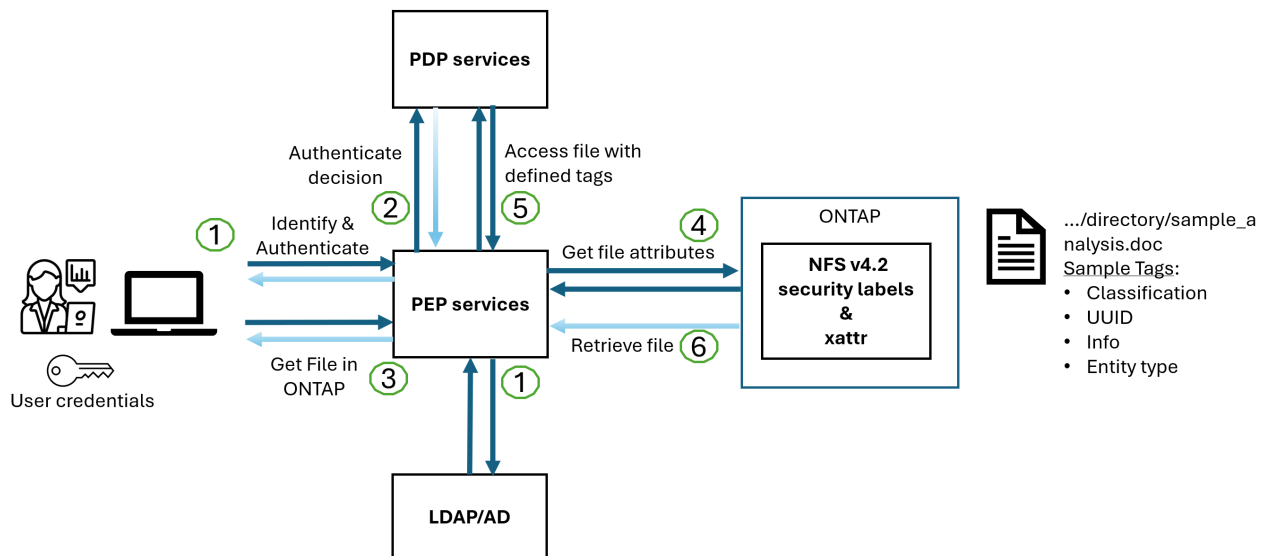 PDP services
Authenticate
decision
2
Access file with
defined tags
5
1
Identify &
Authenticate
PEP services
Get File in
ONTAP
3
User credentials
1
LDAP/AD
4
Get file attributes
Retrieve file
6
ONTAP
NFS v4.2
security labels
&
xattr
.../directory/sample_a
nalysis.doc
Sample Tags:
• Classification
• UUID
• Info
• Entity type